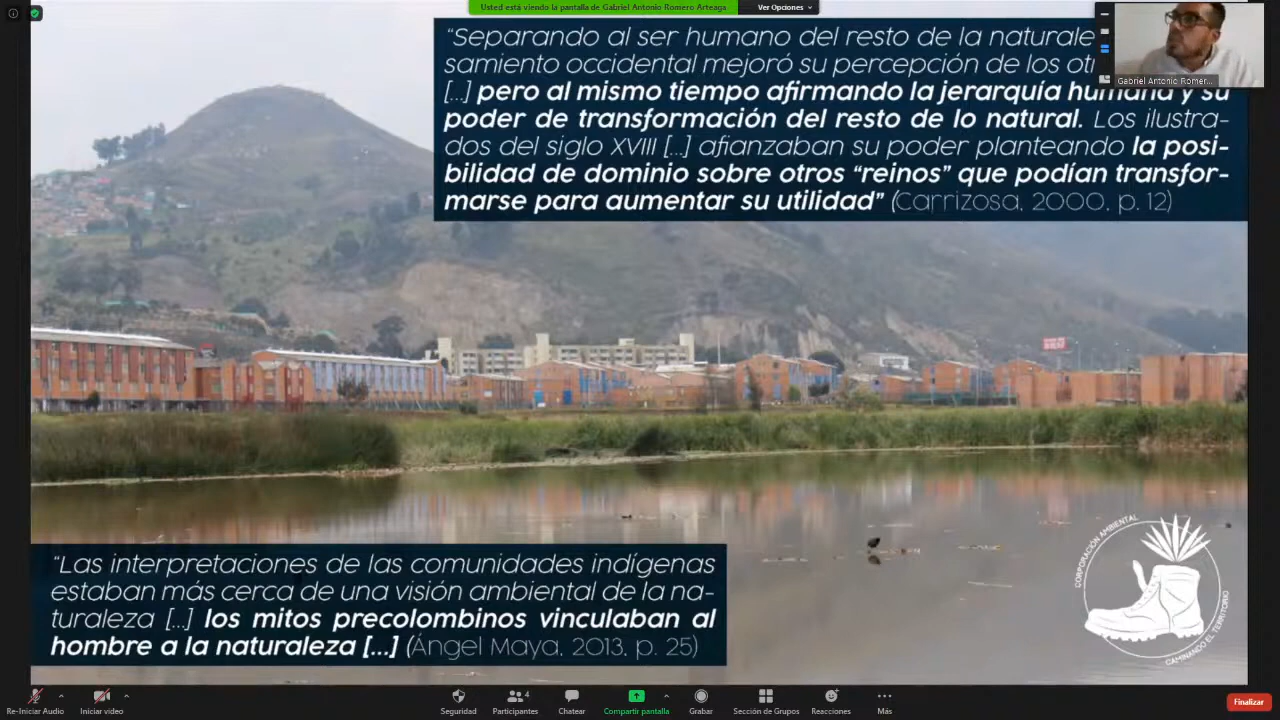 Usted está viendo la pantalla de Gabriel Antonio Romero Arteaga
Ver Opciones
"Separando al ser humano del resto de la
samiento occidental mejoró su percepción de los
[...] pero al mismo tiempo afirmando la jerarquía humana y su
poder de transformación del resto de lo natural. Los ilustra-
dos del siglo XVIII [...] afianzaban su poder planteando la posi-
bilidad de dominio sobre otros "reinos" que podían transfor-
marse para aumentar su utilidad" (Carrizosa, 2000, p. 12)
Gabriel Antonio Romer...
"Las interpretaciones de las comunidades indígenas
estaban más cerca de una visión ambiental de la na-
turaleza [...] los mitos precolombinos vinculaban al
hombre a la naturaleza [...] (Ángel Maya, 2013, p. 25)
CORPORACIÓN AMBIENTAL
CAMINANDO EL TERRITORIO
Re-Iniciar Audio
Iniciar video
Seguridad
Participantes
4
Chatear
Compartir pantalla
Grabar
Sección de Grupos
Reacciones
Más
Finalizar